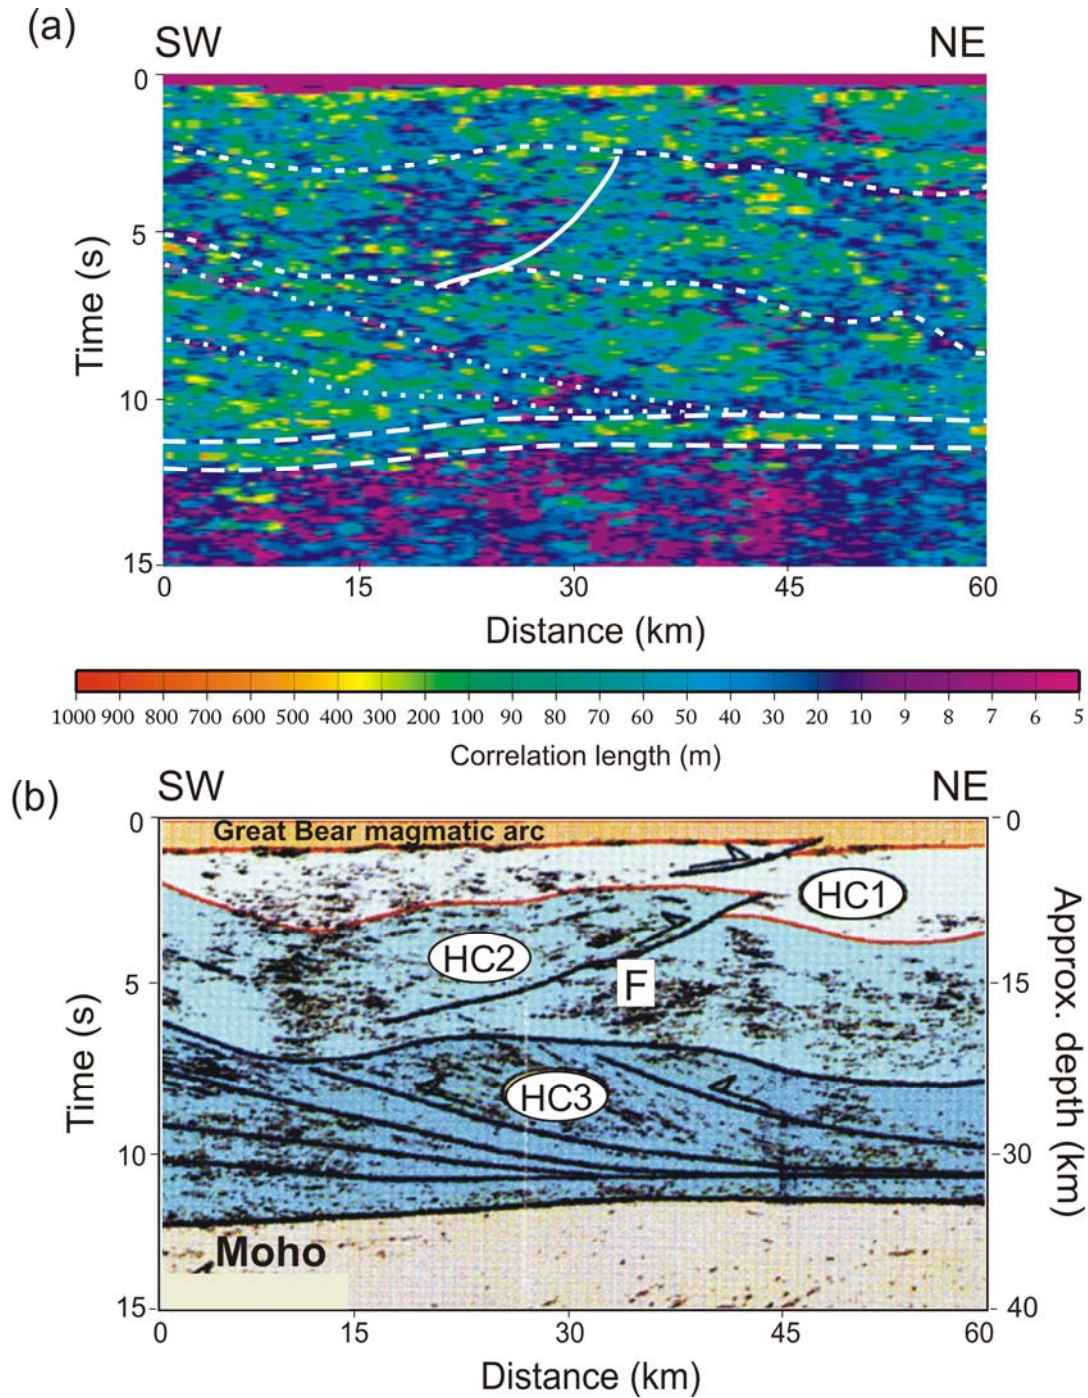 (a)
SW NE
0
5
10
15
Time (s)
0 15 30 45 60
Distance (km)
1000 900 800 700 600 500 400 300 200 100 90 80 70 60 50 40 30 20 10 9 8 7 6 5
Correlation length (m)
(b)
SW NE
0 0
Great Bear magmatic arc
HC1
HC2
F
5 15
HC3
10 30
Moho
15 40
Time (s)
Approx. depth (km)
0 15 30 45 60
Distance (km)